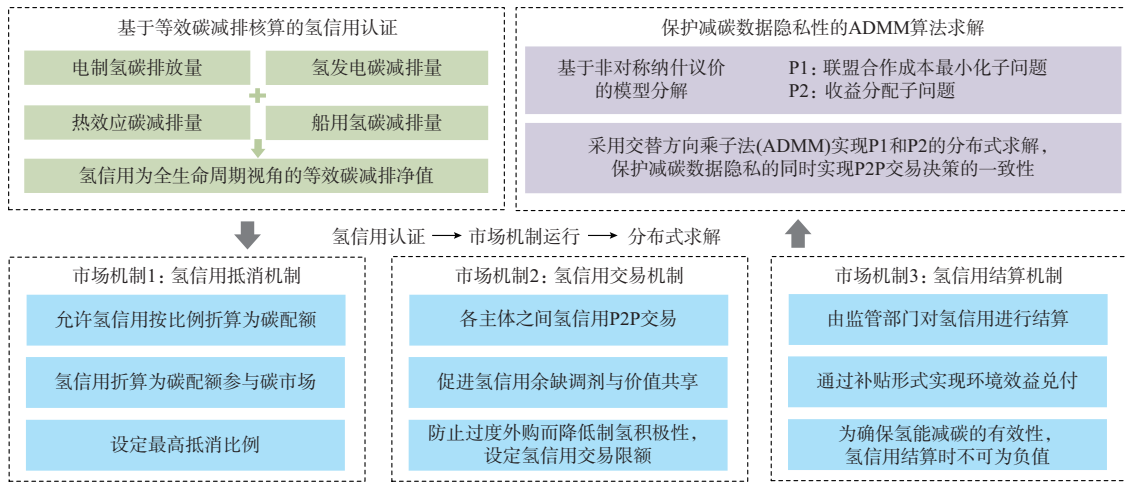 基于等效碳减排核算的氢信用认证
电制氢碳排放量
氢发电碳减排量
热效应碳减排量
船用氢碳减排量
氢信用为全生命周期视角的等效碳减排净值
保护减碳数据隐私性的ADMM算法求解
基于非对称纳什议价
的模型分解
P1: 联盟合作成本最小化子问题
P2: 收益分配子问题
采用交替方向乘子法(ADMM)实现P1和P2的分布式求解,
保护减碳数据隐私的同时实现P2P交易决策的一致性
氢信用认证 → 市场机制运行 → 分布式求解
市场机制1: 氢信用抵消机制
允许氢信用按比例折算为碳配额
氢信用折算为碳配额参与碳市场
设定最高抵消比例
市场机制2: 氢信用交易机制
各主体之间氢信用P2P交易
促进氢信用余缺调剂与价值共享
防止过度外购而降低制氢积极性,
设定氢信用交易限额
市场机制3: 氢信用结算机制
由监管部门对氢信用进行结算
通过补贴形式实现环境效益兑付
为确保氢能减碳的有效性,
氢信用结算时不可为负值